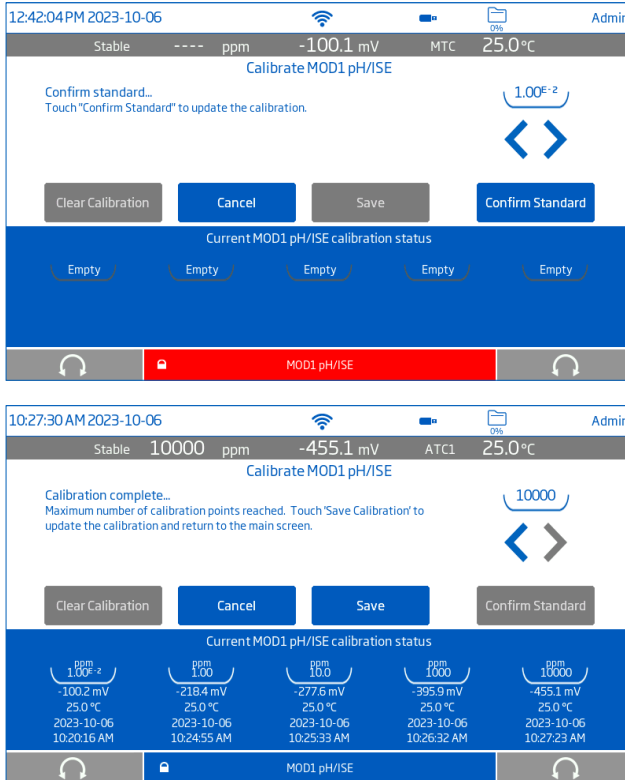 12:42:04 PM 2023-10-06 0% Admin
Stable ---- ppm -100.1 mV MTC 25.0 °C
Calibrate MOD1 pH/ISE
Confirm standard...
Touch "Confirm Standard" to update the calibration.
1.00E-2
Clear Calibration Cancel Save Confirm Standard
Current MOD1 pH/ISE calibration status
Empty Empty Empty Empty Empty
MOD1 pH/ISE
10:27:30 AM 2023-10-06 0% Admin
Stable 10000 ppm -455.1 mV ATC1 25.0 °C
Calibrate MOD1 pH/ISE
Calibration complete...
Maximum number of calibration points reached. Touch 'Save Calibration' to
update the calibration and return to the main screen.
10000
Clear Calibration Cancel Save Confirm Standard
Current MOD1 pH/ISE calibration status
ppm ppm ppm ppm ppm
1.00E-2 1.00 10.0 1000 10000
-100.2 mV -218.4 mV -277.6 mV -395.9 mV -455.1 mV
25.0 °C 25.0 °C 25.0 °C 25.0 °C 25.0 °C
2023-10-06 2023-10-06 2023-10-06 2023-10-06 2023-10-06
10:20:16 AM 10:24:55 AM 10:25:33 AM 10:26:32 AM 10:27:23 AM
MOD1 pH/ISE